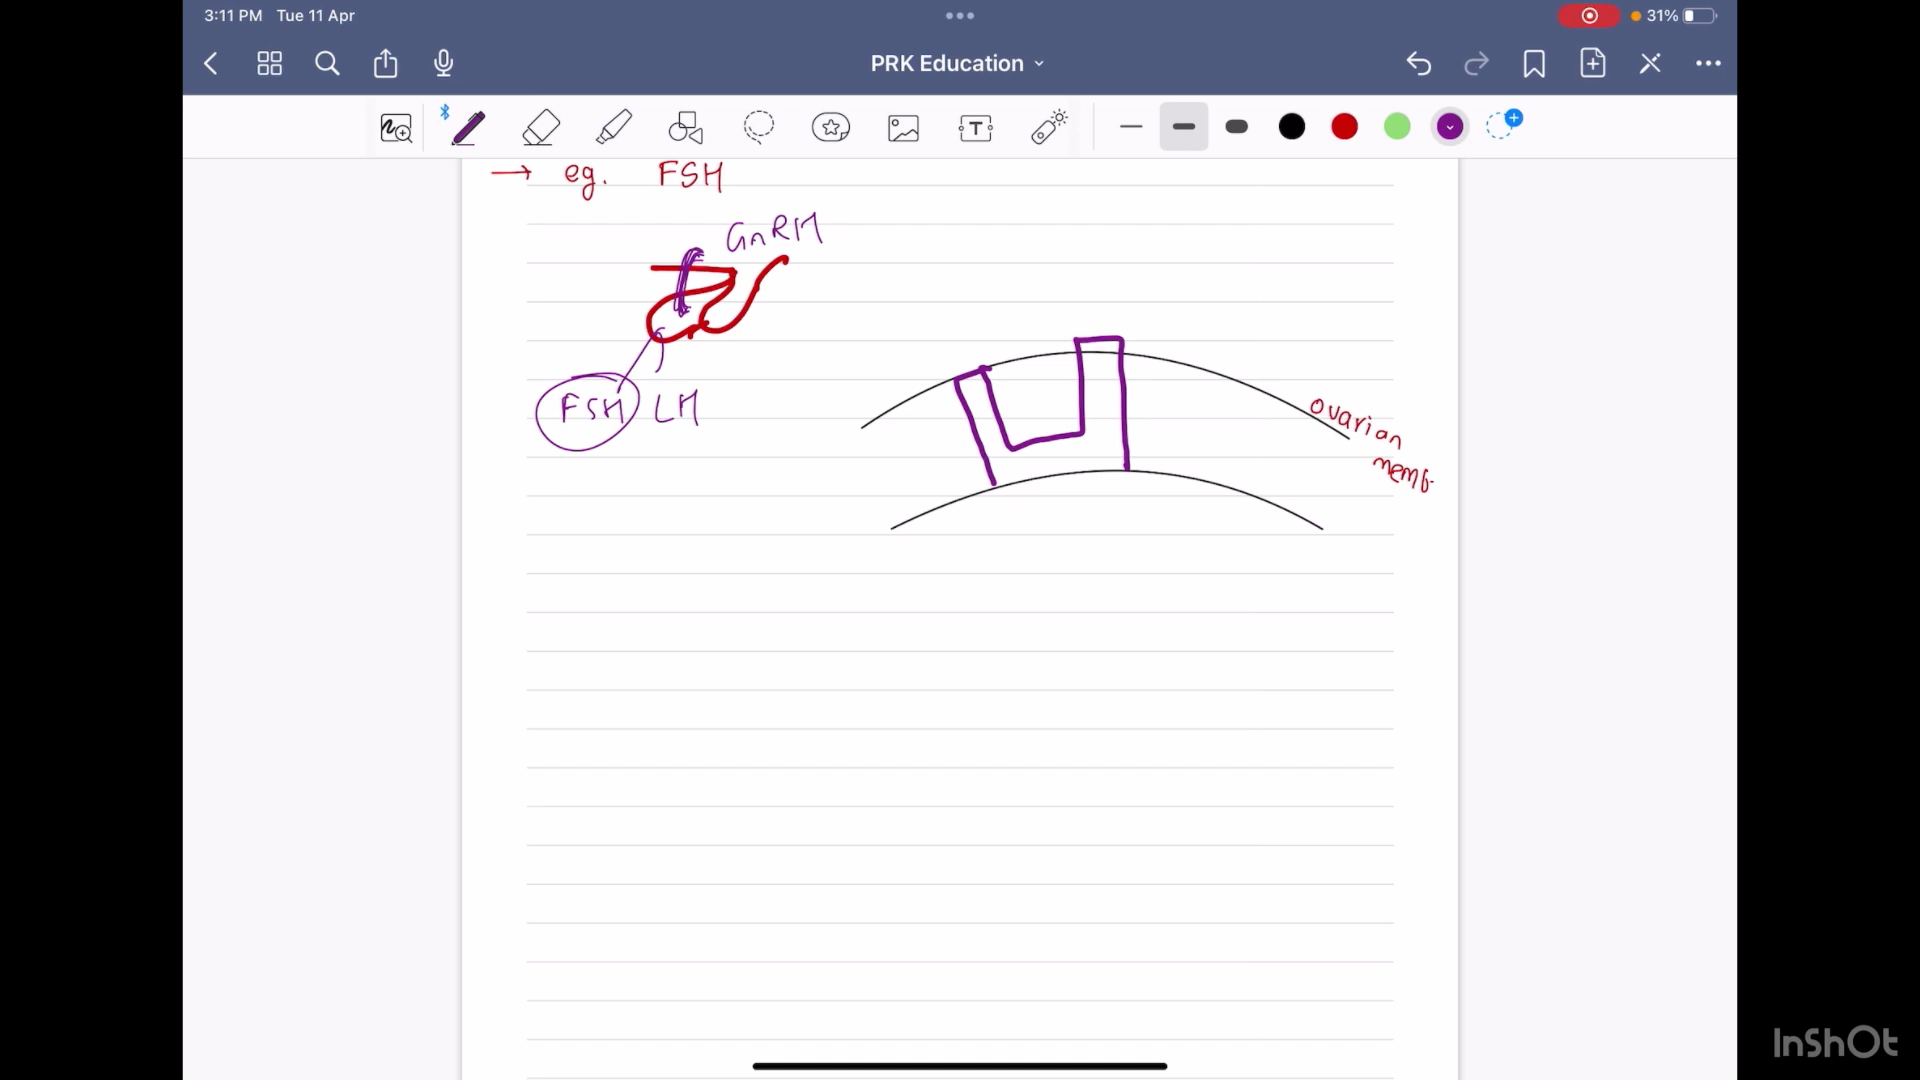 3:11 PM Tue 11 Apr
31%
PRK Education
T
→ eg. FSH
GnRH
FSH LH
ovarian
memb
InShOt